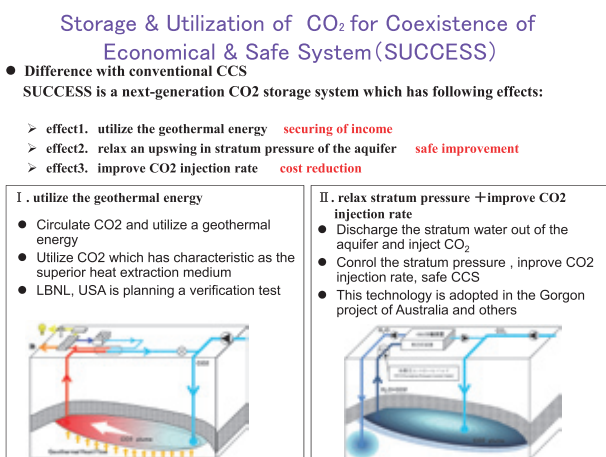 Storage & Utilization of CO₂ for Coexistence of
Economical & Safe System（SUCCESS）
● Difference with conventional CCS
SUCCESS is a next-generation CO2 storage system which has following effects:
➢ effect1. utilize the geothermal energy securing of income
➢ effect2. relax an upswing in stratum pressure of the aquifer safe improvement
➢ effect3. improve CO2 injection rate cost reduction
Ⅰ. utilize the geothermal energy
● Circulate CO2 and utilize a geothermal
energy
● Utilize CO2 which has characteristic as the
superior heat extraction medium
● LBNL, USA is planning a verification test
Ⅱ. relax stratum pressure ＋improve CO2
injection rate
● Discharge the stratum water out of the
aquifer and inject CO₂
● Conrol the stratum pressure , inprove CO2
injection rate, safe CCS
● This technology is adopted in the Gorgon
project of Australia and others